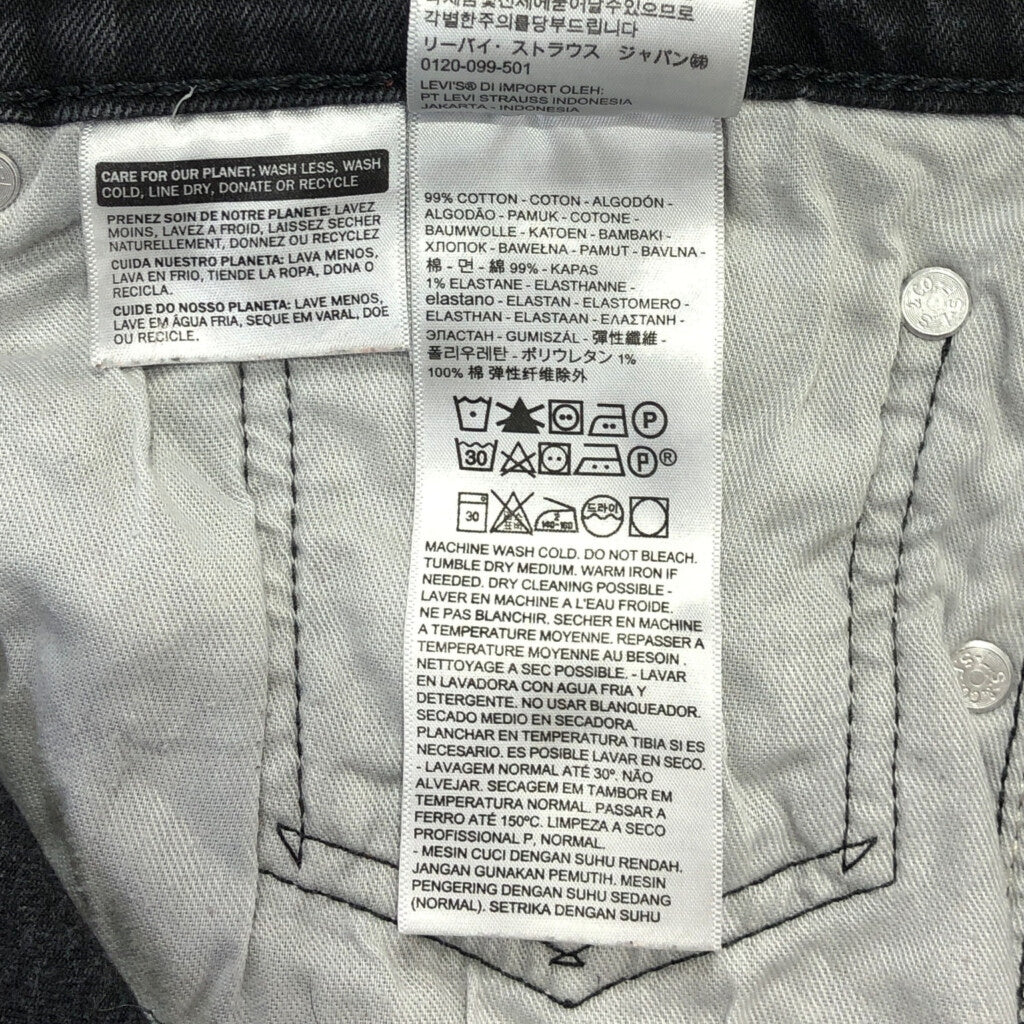 각별한주의를당부드립니다
リーバイ・ストラウス ジャパン㈱
0120-099-501
LEVI'S® DI IMPORT OLEH:
PT LEVI STRAUSS INDONESIA
JAKARTA - INDONESIA
CARE FOR OUR PLANET: WASH LESS, WASH
COLD, LINE DRY, DONATE OR RECYCLE
PRENEZ SOIN DE NOTRE PLANETE: LAVEZ
MOINS, LAVEZ A FROID, LAISSEZ SECHER
NATURELLEMENT, DONNEZ OU RECYCLEZ
CUIDA NUESTRO PLANETA: LAVA MENOS,
LAVA EN FRIO, TIENDE LA ROPA, DONA O
RECICLA.
CUIDE DO NOSSO PLANETA: LAVE MENOS,
LAVE EM ÁGUA FRIA, SEQUE EM VARAL, DOE
OU RECICLE.
99% COTTON - COTON - ALGODÓN -
ALGODÃO - PAMUK - COTONE -
BAUMWOLLE - KATOEN - BAMBAKI -
ХЛОПОК - BAWEŁNA - PAMUT - BAVLNA -
棉 - 면 - 綿 99% - KAPAS
1% ELASTANE - ELASTHANNE -
elastano - ELASTAN - ELASTOMERO -
ELASTHAN - ELASTAAN - ΕΛΑΣΤΑΝΗ -
ЭЛАСТАН - GUMISZÁL - 彈性纖維 -
폴리우레탄 - ポリウレタン 1%
100% 棉 弹性纤维除外
P
30 P®
30 140-160 드라이
MACHINE WASH COLD. DO NOT BLEACH.
TUMBLE DRY MEDIUM. WARM IRON IF
NEEDED. DRY CLEANING POSSIBLE -
LAVER EN MACHINE A L'EAU FROIDE.
NE PAS BLANCHIR. SECHER EN MACHINE
A TEMPERATURE MOYENNE. REPASSER A
TEMPERATURE MOYENNE AU BESOIN .
NETTOYAGE A SEC POSSIBLE. - LAVAR
EN LAVADORA CON AGUA FRIA Y
DETERGENTE. NO USAR BLANQUEADOR.
SECADO MEDIO EN SECADORA.
PLANCHAR EN TEMPERATURA TIBIA SI ES
NECESARIO. ES POSIBLE LAVAR EN SECO.
- LAVAGEM NORMAL ATÉ 30º. NÃO
ALVEJAR. SECAGEM EM TAMBOR EM
TEMPERATURA NORMAL. PASSAR A
FERRO ATÉ 150ºC. LIMPEZA A SECO
PROFISSIONAL P, NORMAL.
- MESIN CUCI DENGAN SUHU RENDAH.
JANGAN GUNAKAN PEMUTIH. MESIN
PENGERING DENGAN SUHU SEDANG
(NORMAL). SETRIKA DENGAN SUHU